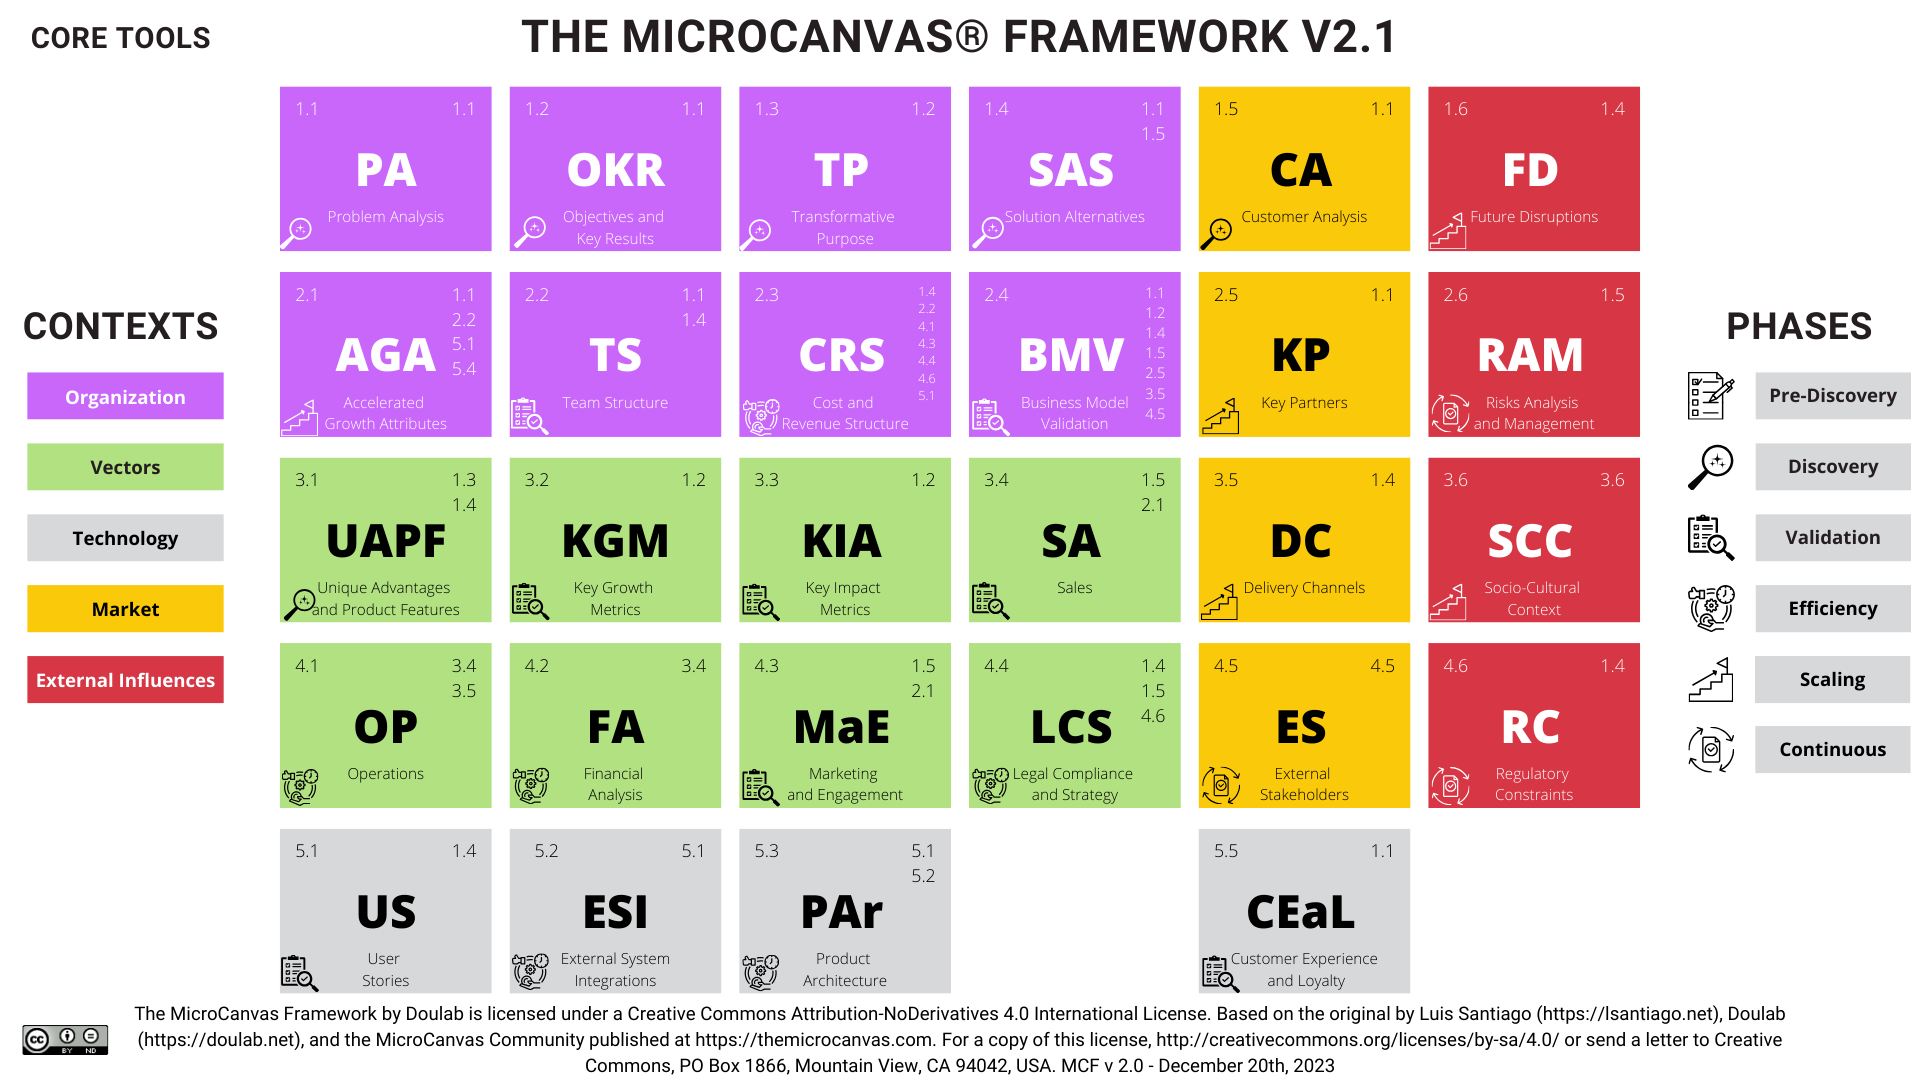 CORE TOOLS
THE MICROCANVAS® FRAMEWORK V2.1
1.1 1.1
PA
Problem Analysis
1.2 1.1
OKR
Objectives and
Key Results
1.3 1.2
TP
Transformative
Purpose
1.4 1.1
1.5
SAS
Solution Alternatives
1.5 1.1
CA
Customer Analysis
1.6 1.4
FD
Future Disruptions
CONTEXTS
Organization
Vectors
Technology
Market
External Influences
2.1 1.1
2.2
5.1
5.4
AGA
Accelerated
Growth Attributes
2.2 1.1
1.4
TS
Team Structure
2.3 1.4
2.2
4.1
4.3
4.4
4.6
5.1
CRS
Cost and
Revenue Structure
2.4 1.1
1.2
1.4
1.5
2.5
3.5
4.5
BMV
Business Model
Validation
2.5 1.1
KP
Key Partners
2.6 1.5
RAM
Risks Analysis
and Management
3.1 1.3
1.4
UAPF
Unique Advantages
and Product Features
3.2 1.2
KGM
Key Growth
Metrics
3.3 1.2
KIA
Key Impact
Metrics
3.4 1.5
2.1
SA
Sales
3.5 1.4
DC
Delivery Channels
3.6 3.6
SCC
Socio-Cultural
Context
4.1 3.4
3.5
OP
Operations
4.2 3.4
FA
Financial
Analysis
4.3 1.5
2.1
MaE
Marketing
and Engagement
4.4 1.4
1.5
4.6
LCS
Legal Compliance
and Strategy
4.5 4.5
ES
External
Stakeholders
4.6 1.4
RC
Regulatory
Constraints
5.1 1.4
US
User
Stories
5.2 5.1
ESI
External System
Integrations
5.3 5.1
5.2
PAr
Product
Architecture
5.5 1.1
CEaL
Customer Experience
and Loyalty
PHASES
Pre-Discovery
Discovery
Validation
Efficiency
Scaling
Continuous
The MicroCanvas Framework by Doulab is licensed under a Creative Commons Attribution-NoDerivatives 4.0 International License. Based on the original by Luis Santiago (https://lsantiago.net), Doulab
(https://doulab.net), and the MicroCanvas Community published at https://themicrocanvas.com. For a copy of this license, http://creativecommons.org/licenses/by-sa/4.0/ or send a letter to Creative
Commons, PO Box 1866, Mountain View, CA 94042, USA. MCF v 2.0 - December 20th, 2023
cc
BY ND